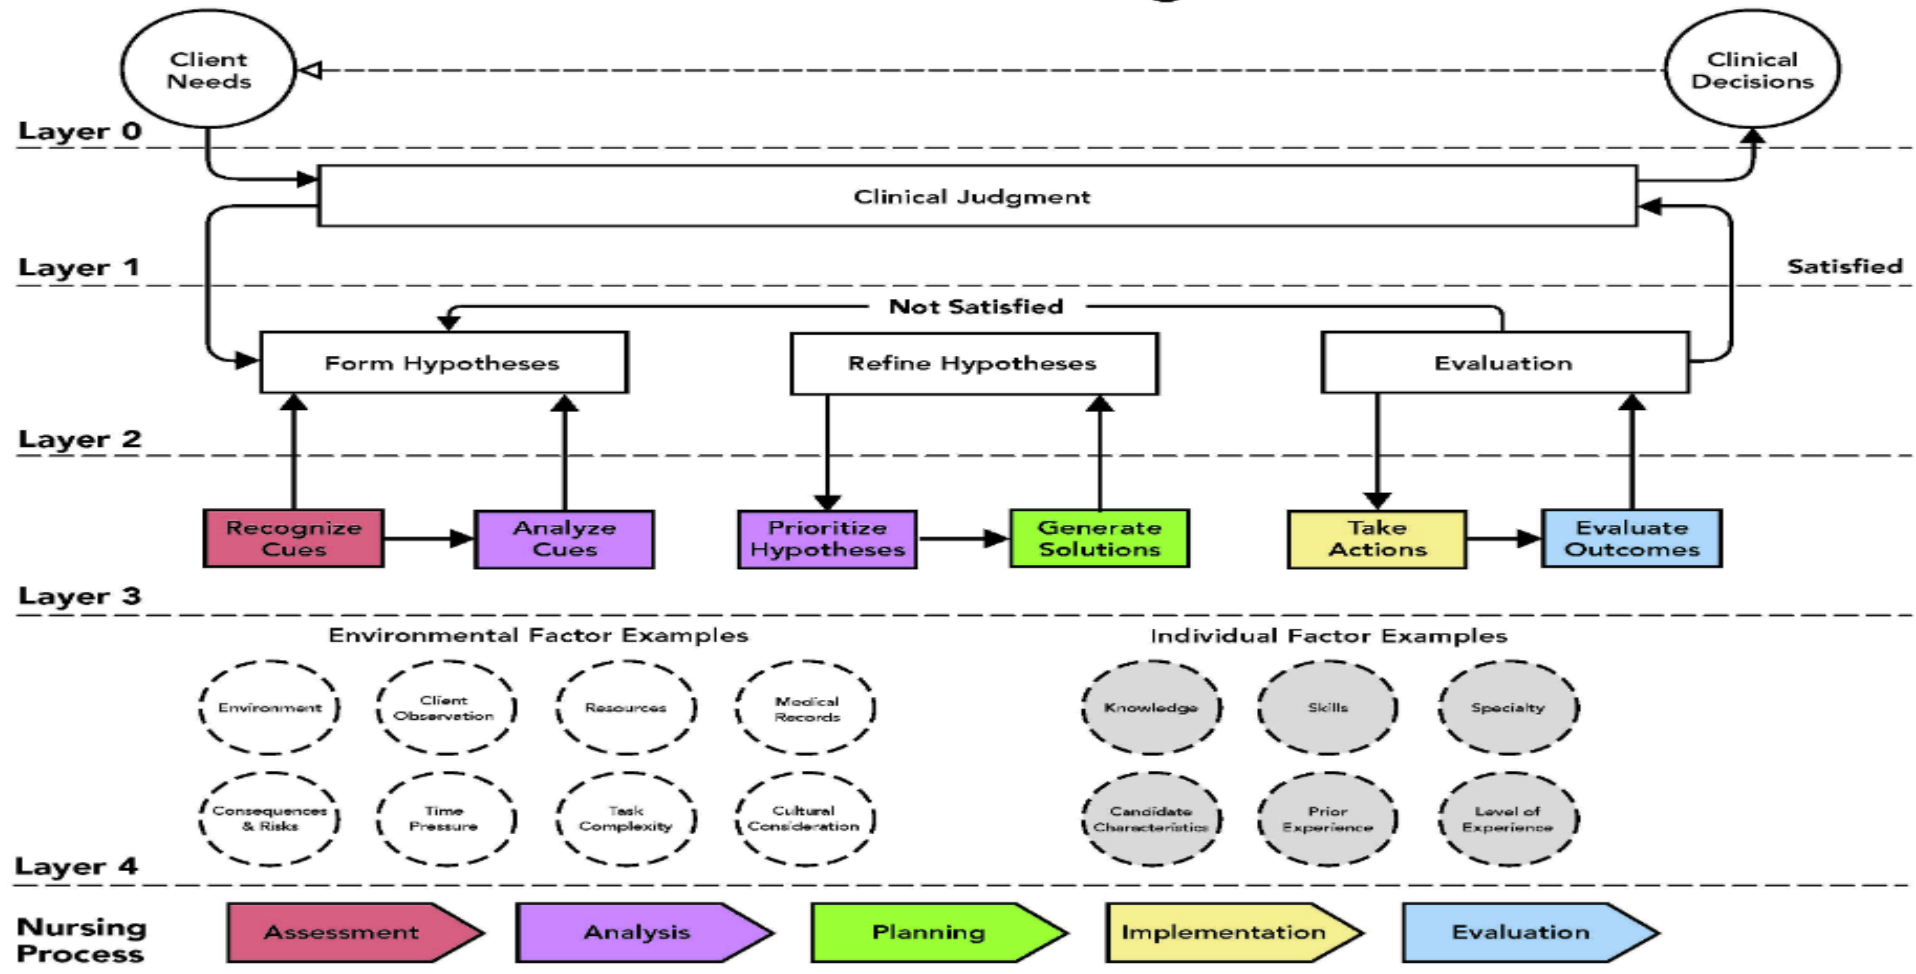 Client
Needs
Clinical
Decisions
Layer 0
Clinical Judgment
Layer 1
Satisfied
Not Satisfied
Form Hypotheses
Refine Hypotheses
Evaluation
Layer 2
Recognize
Cues
Analyze
Cues
Prioritize
Hypotheses
Generate
Solutions
Take
Actions
Evaluate
Outcomes
Layer 3
Environmental Factor Examples
Individual Factor Examples
Environment
Client
Observation
Resources
Medical
Records
Knowledge
Skills
Specialty
Consequences
& Risks
Time
Pressure
Task
Complexity
Cultural
Consideration
Candidate
Characteristics
Prior
Experience
Level of
Experience
Layer 4
Nursing
Process
Assessment
Analysis
Planning
Implementation
Evaluation